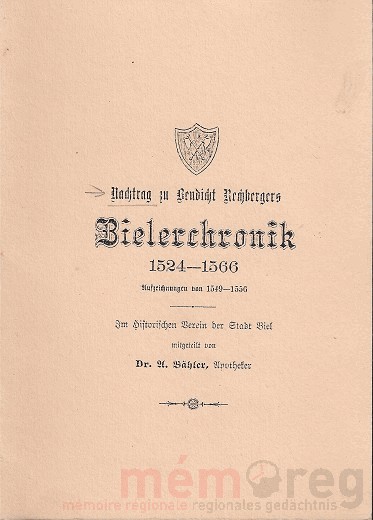 Nachtrag zu Bendicht Rechbergers
Bielerchronik
1524—1566
Aufzeichnungen von 1549—1556
Im Historischen Verein der Stadt Biel
mitgeteilt von
Dr. A. Bähler, Apotheker
mémoreg
mémoire régionale regionales gedächtnis